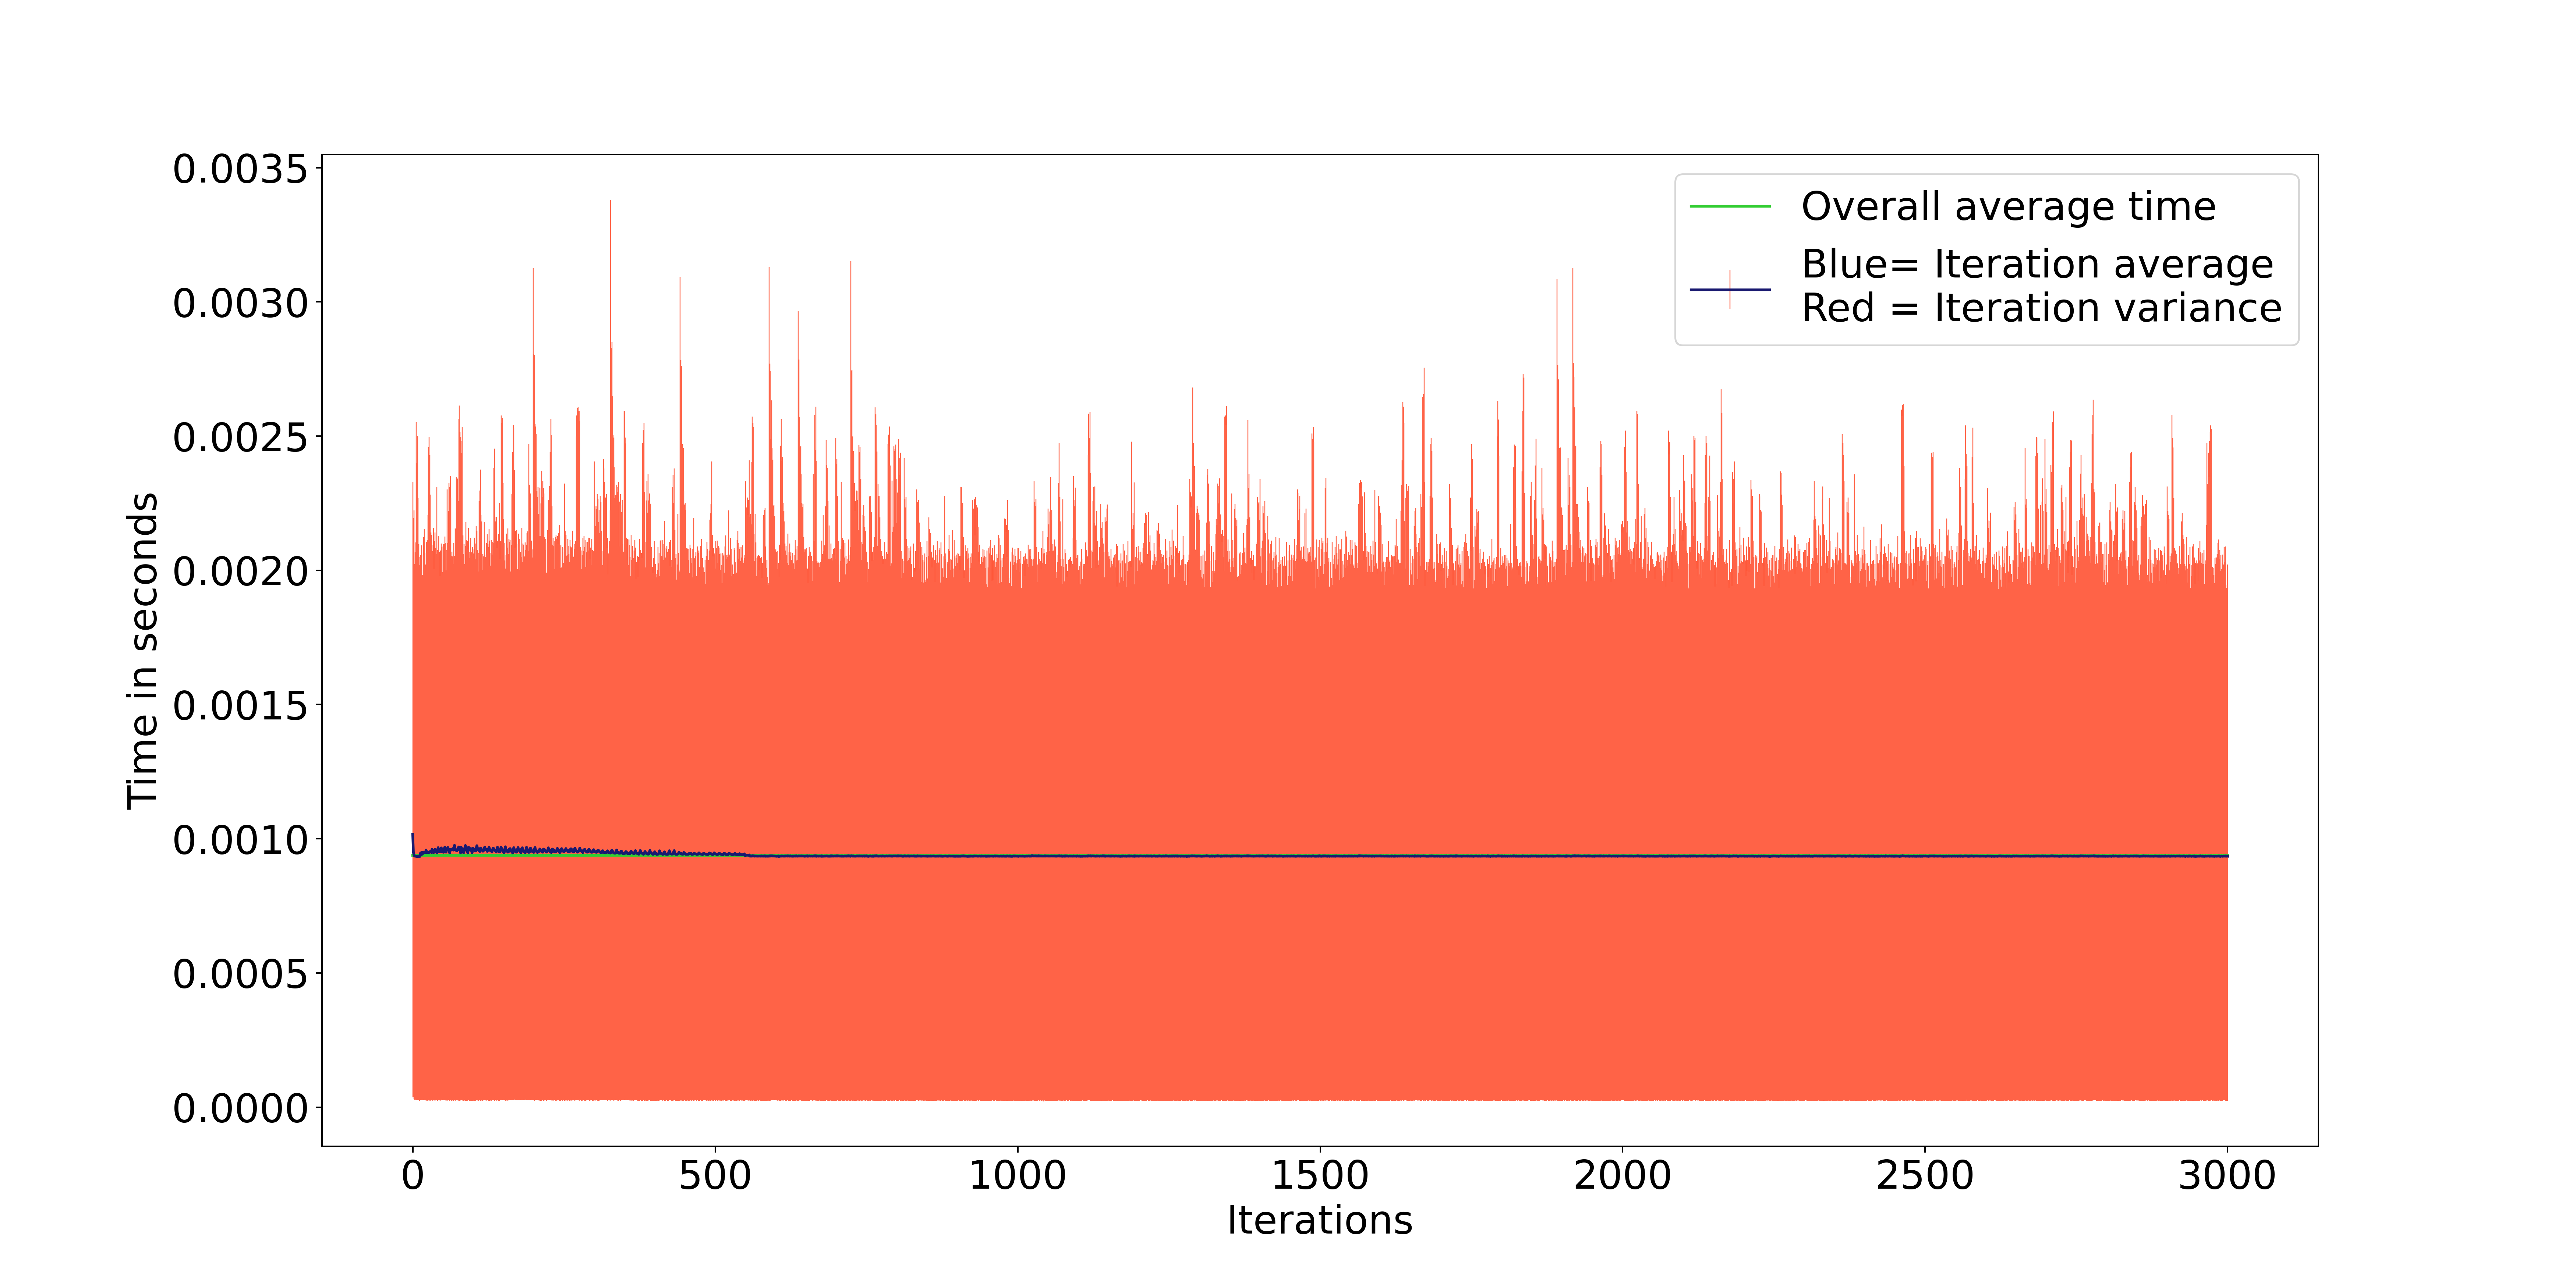 0.0035
0.0030
0.0025
0.0020
0.0015
0.0010
0.0005
0.0000
Time in seconds
Overall average time
Blue= Iteration average
Red = Iteration variance
0 500 1000 1500 2000 2500 3000
Iterations